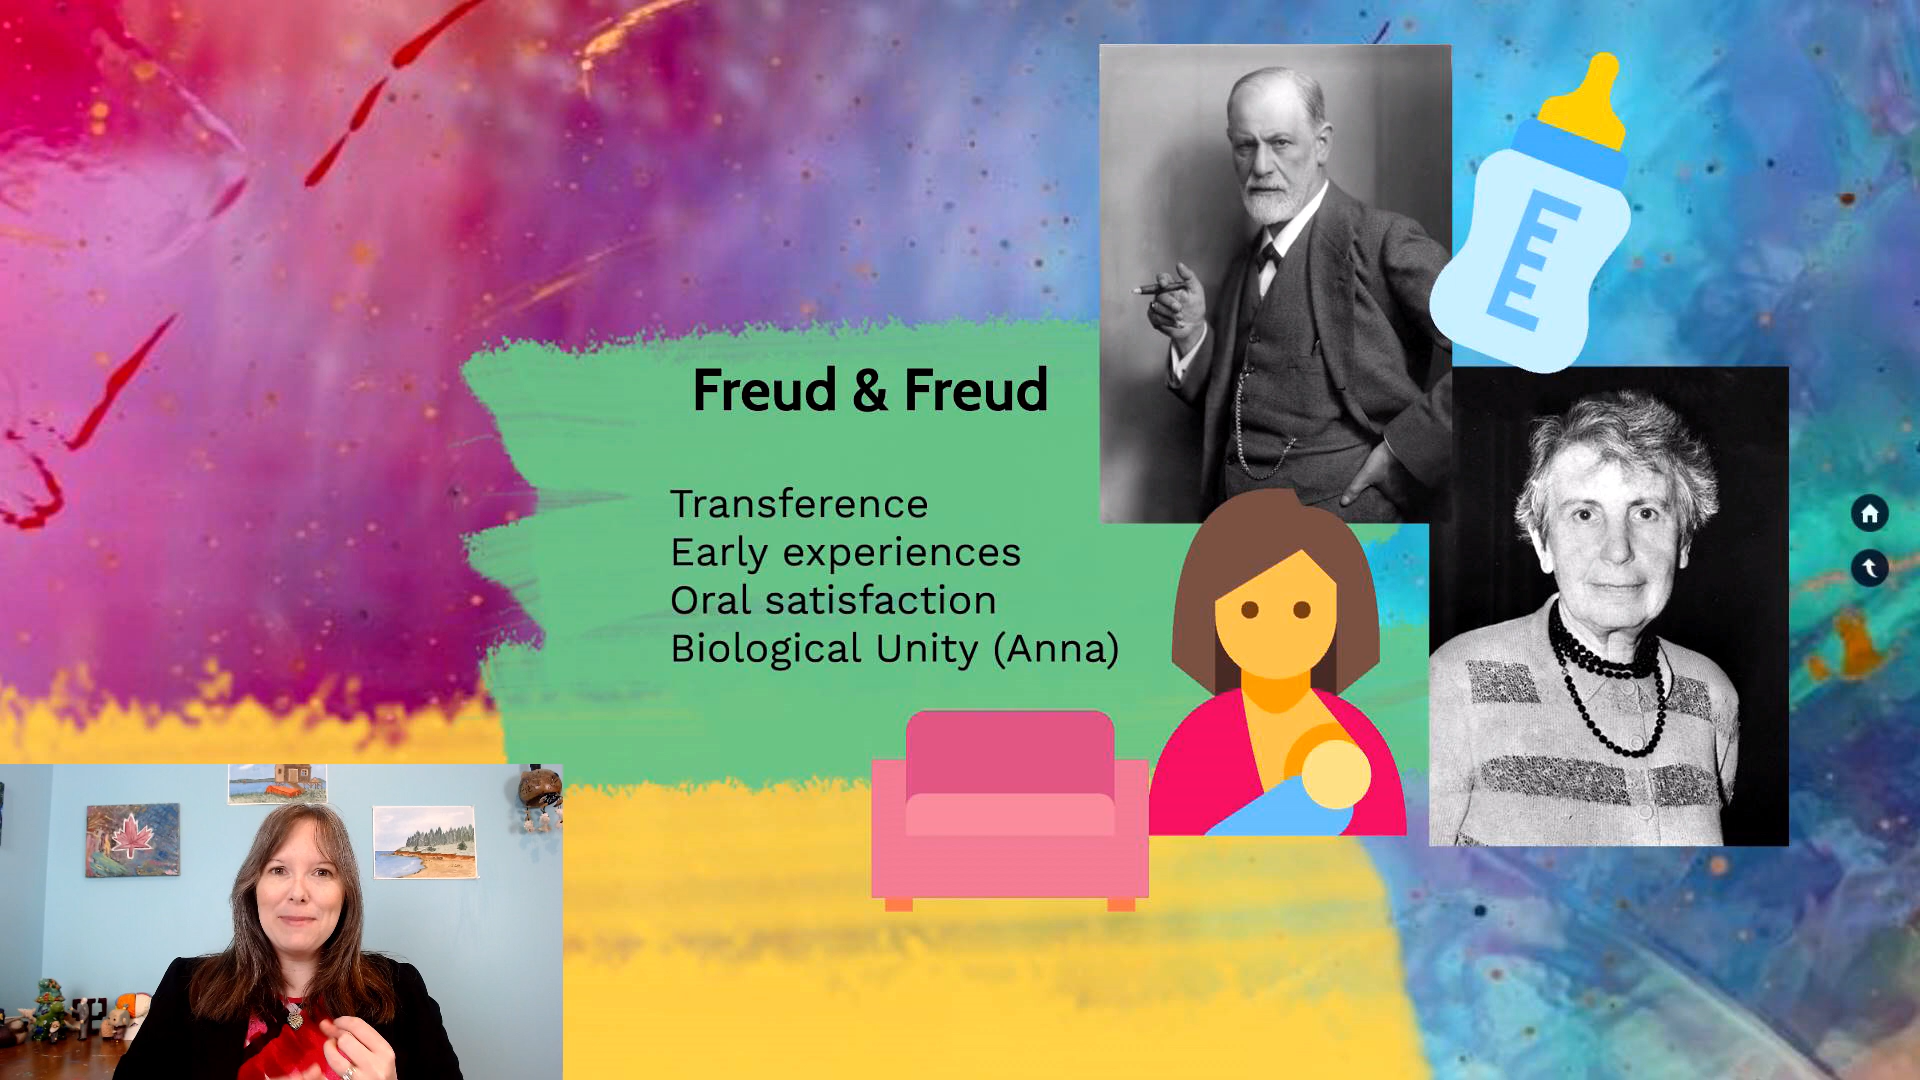 Freud & Freud
Transference
Early experiences
Oral satisfaction
Biological Unity (Anna)